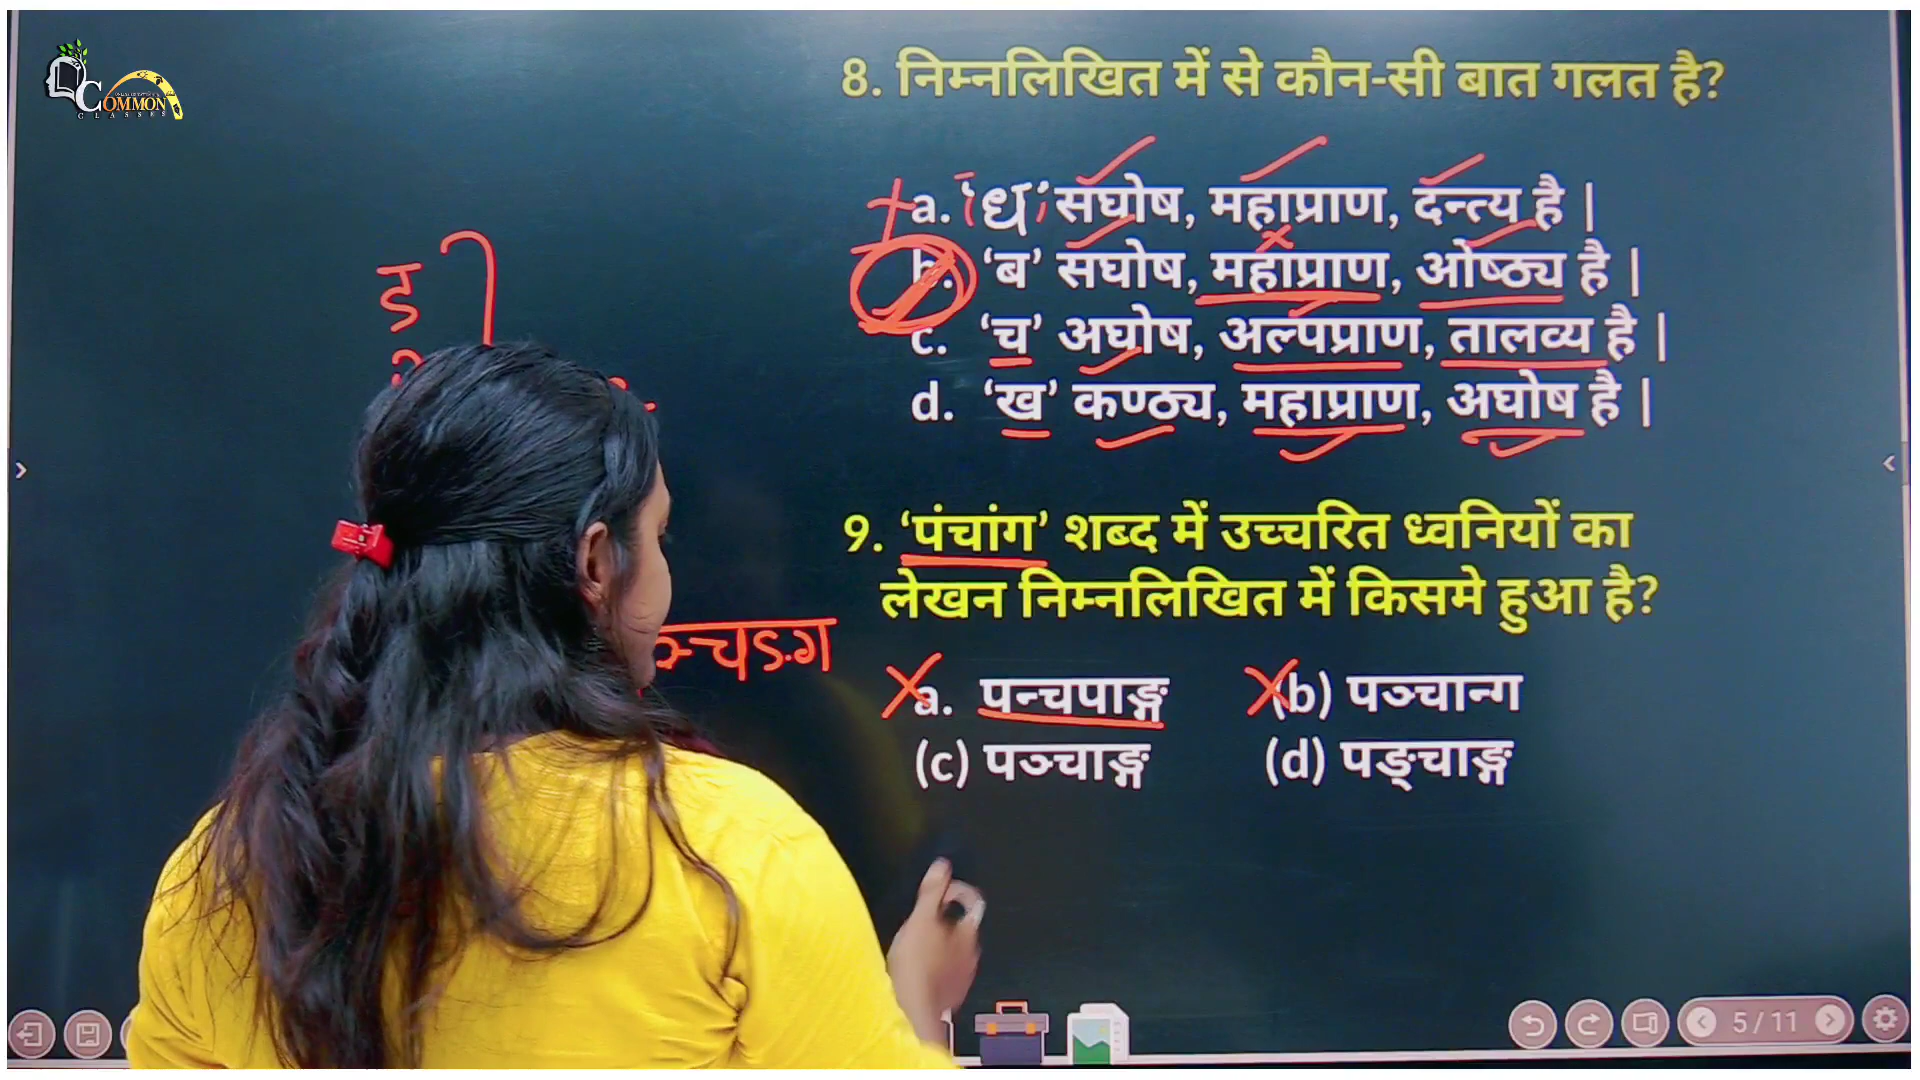 COMMON
CLASSES
8. निम्नलिखित में से कौन-सी बात गलत है?
a. ‘ध’ सघोष, महाप्राण, दन्त्य है |
b. ‘ब’ सघोष, महाप्राण, ओष्ठ्य है |
c. ‘च’ अघोष, अल्पप्राण, तालव्य है |
d. ‘ख’ कण्ठ्य, महाप्राण, अघोष है |
9. ‘पंचांग’ शब्द में उच्चरित ध्वनियों का
लेखन निम्नलिखित में किसमे हुआ है?
ञ्चङग
a. पन्चपाङ्ग (b) पञ्चान्ग
(c) पञ्चाङ्ग (d) पङ्चाङ्ग
5 / 11